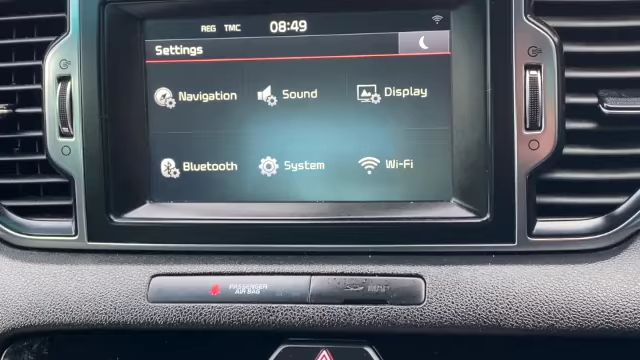 REG TMC 08:49
Settings
Navigation Sound Display
Bluetooth System Wi-Fi
PASSENGER
AIR BAG